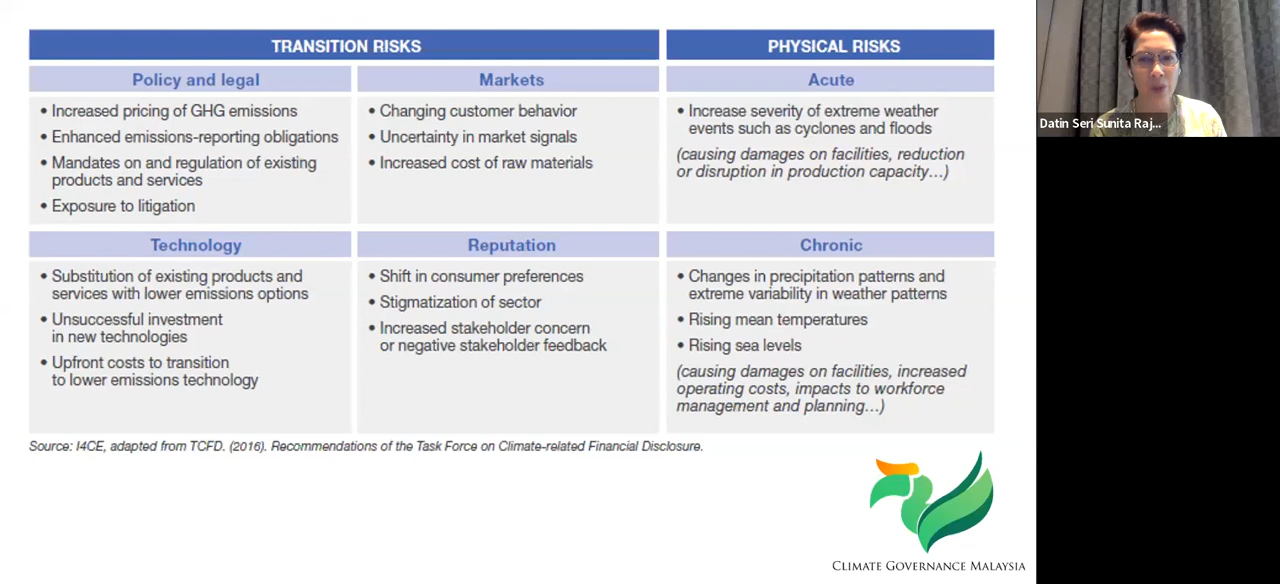 TRANSITION RISKS
PHYSICAL RISKS
Policy and legal
• Increased pricing of GHG emissions
• Enhanced emissions-reporting obligations
• Mandates on and regulation of existing
products and services
• Exposure to litigation
Markets
• Changing customer behavior
• Uncertainty in market signals
• Increased cost of raw materials
Acute
• Increase severity of extreme weather
events such as cyclones and floods
(causing damages on facilities, reduction
or disruption in production capacity…)
Technology
• Substitution of existing products and
services with lower emissions options
• Unsuccessful investment
in new technologies
• Upfront costs to transition
to lower emissions technology
Reputation
• Shift in consumer preferences
• Stigmatization of sector
• Increased stakeholder concern
or negative stakeholder feedback
Chronic
• Changes in precipitation patterns and
extreme variability in weather patterns
• Rising mean temperatures
• Rising sea levels
(causing damages on facilities, increased
operating costs, impacts to workforce
management and planning…)
Source: I4CE, adapted from TCFD. (2016). Recommendations of the Task Force on Climate-related Financial Disclosure.
CLIMATE GOVERNANCE MALAYSIA
Datin Seri Sunita Raj...